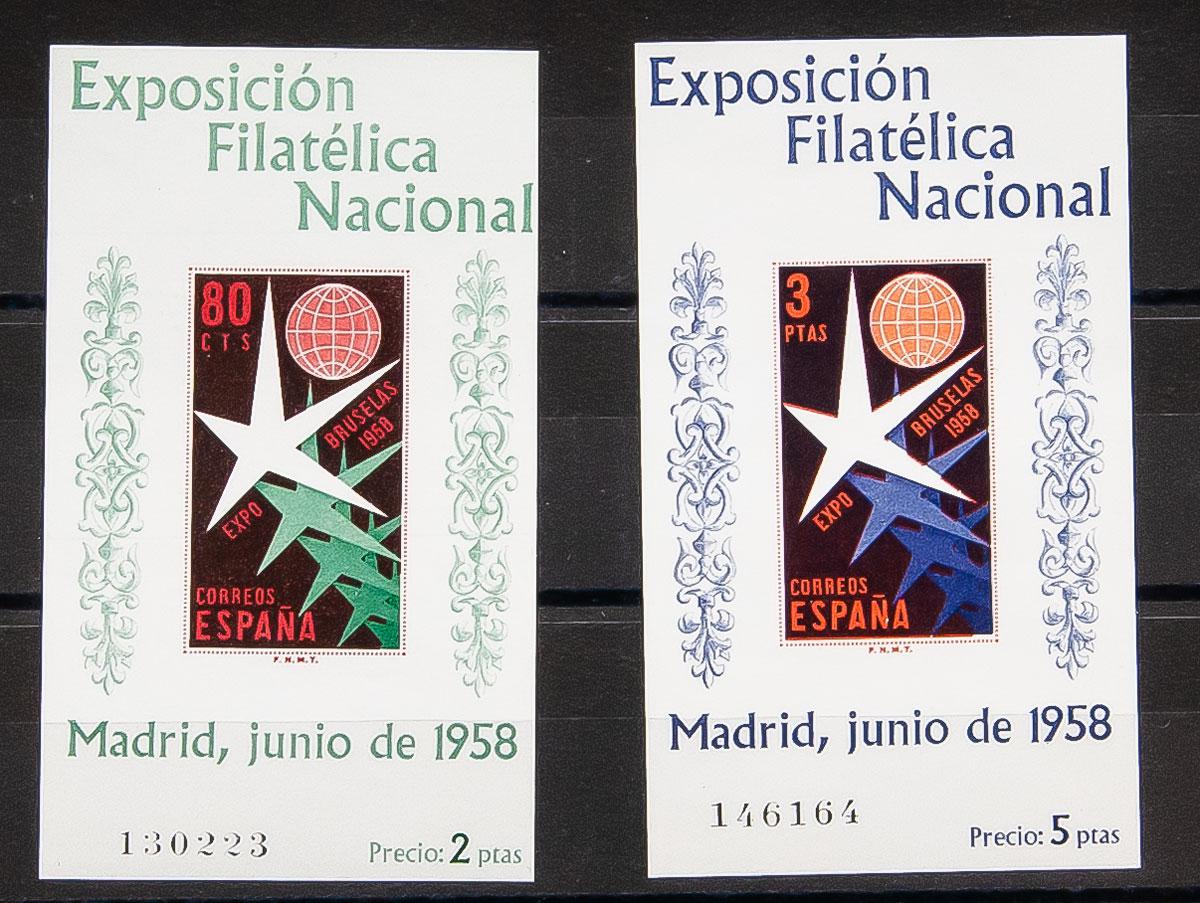 Exposición
Filatélica
Nacional
80
CTS
BRUSELAS
1958
EXPO
CORREOS
ESPAÑA
F.N.M.T.
Madrid, junio de 1958
130223
Precio: 2 ptas
Exposición
Filatélica
Nacional
3
PTAS
BRUSELAS
1958
EXPO
CORREOS
ESPAÑA
F.N.M.T.
Madrid, junio de 1958
146164
Precio: 5 ptas